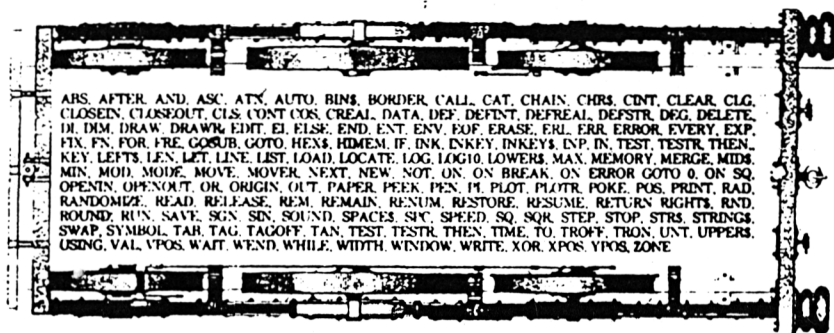 ABS, AFTER, AND, ASC, ATN, AUTO, BIN$, BORDER, CALL, CAT, CHAIN, CHR$, CINT, CLEAR, CLG,
CLOSEIN, CLOSEOUT, CLS, CONT COS, CREAL, DATA, DEF, DEFINT, DEFREAL, DEFSTR, DEG, DELETE,
DI, DIM, DRAW, DRAWR, EDIT, EI, ELSE, END, ENT, ENV, EOF, ERASE, ERL, ERR, ERROR, EVERY, EXP,
FIX, FN, FOR, FRE, GOSUB, GOTO, HEX$, HIMEM, IF, INK, INKEY, INKEY$, INP, IN, TEST, TESTR, THEN,
KEY, LEFT$, LEN, LET, LINE, LIST, LOAD, LOCATE, LOG, LOG10, LOWER$, MAX, MEMORY, MERGE, MID$,
MIN, MOD, MODE, MOVE, MOVER, NEXT, NEW, NOT, ON, ON BREAK, ON ERROR GOTO 0, ON SQ,
OPENIN, OPENOUT, OR, ORIGIN, OUT, PAPER, PEEK, PEN, PI, PLOT, PLOTR, POKE, POS, PRINT, RAD,
RANDOMIZE, READ, RELEASE, REM, REMAIN, RENUM, RESTORE, RESUME, RETURN RIGHT$, RND,
ROUND, RUN, SAVE, SGN, SIN, SOUND, SPACE$, SPC, SPEED, SQ, SQR, STEP, STOP, STR$, STRING$,
SWAP, SYMBOL, TAB, TAG, TAGOFF, TAN, TEST, TESTR, THEN, TIME, TO, TROFF, TRON, UNT, UPPER$,
USING, VAL, VPOS, WAIT, WEND, WHILE, WIDTH, WINDOW, WRITE, XOR, XPOS, YPOS, ZONE